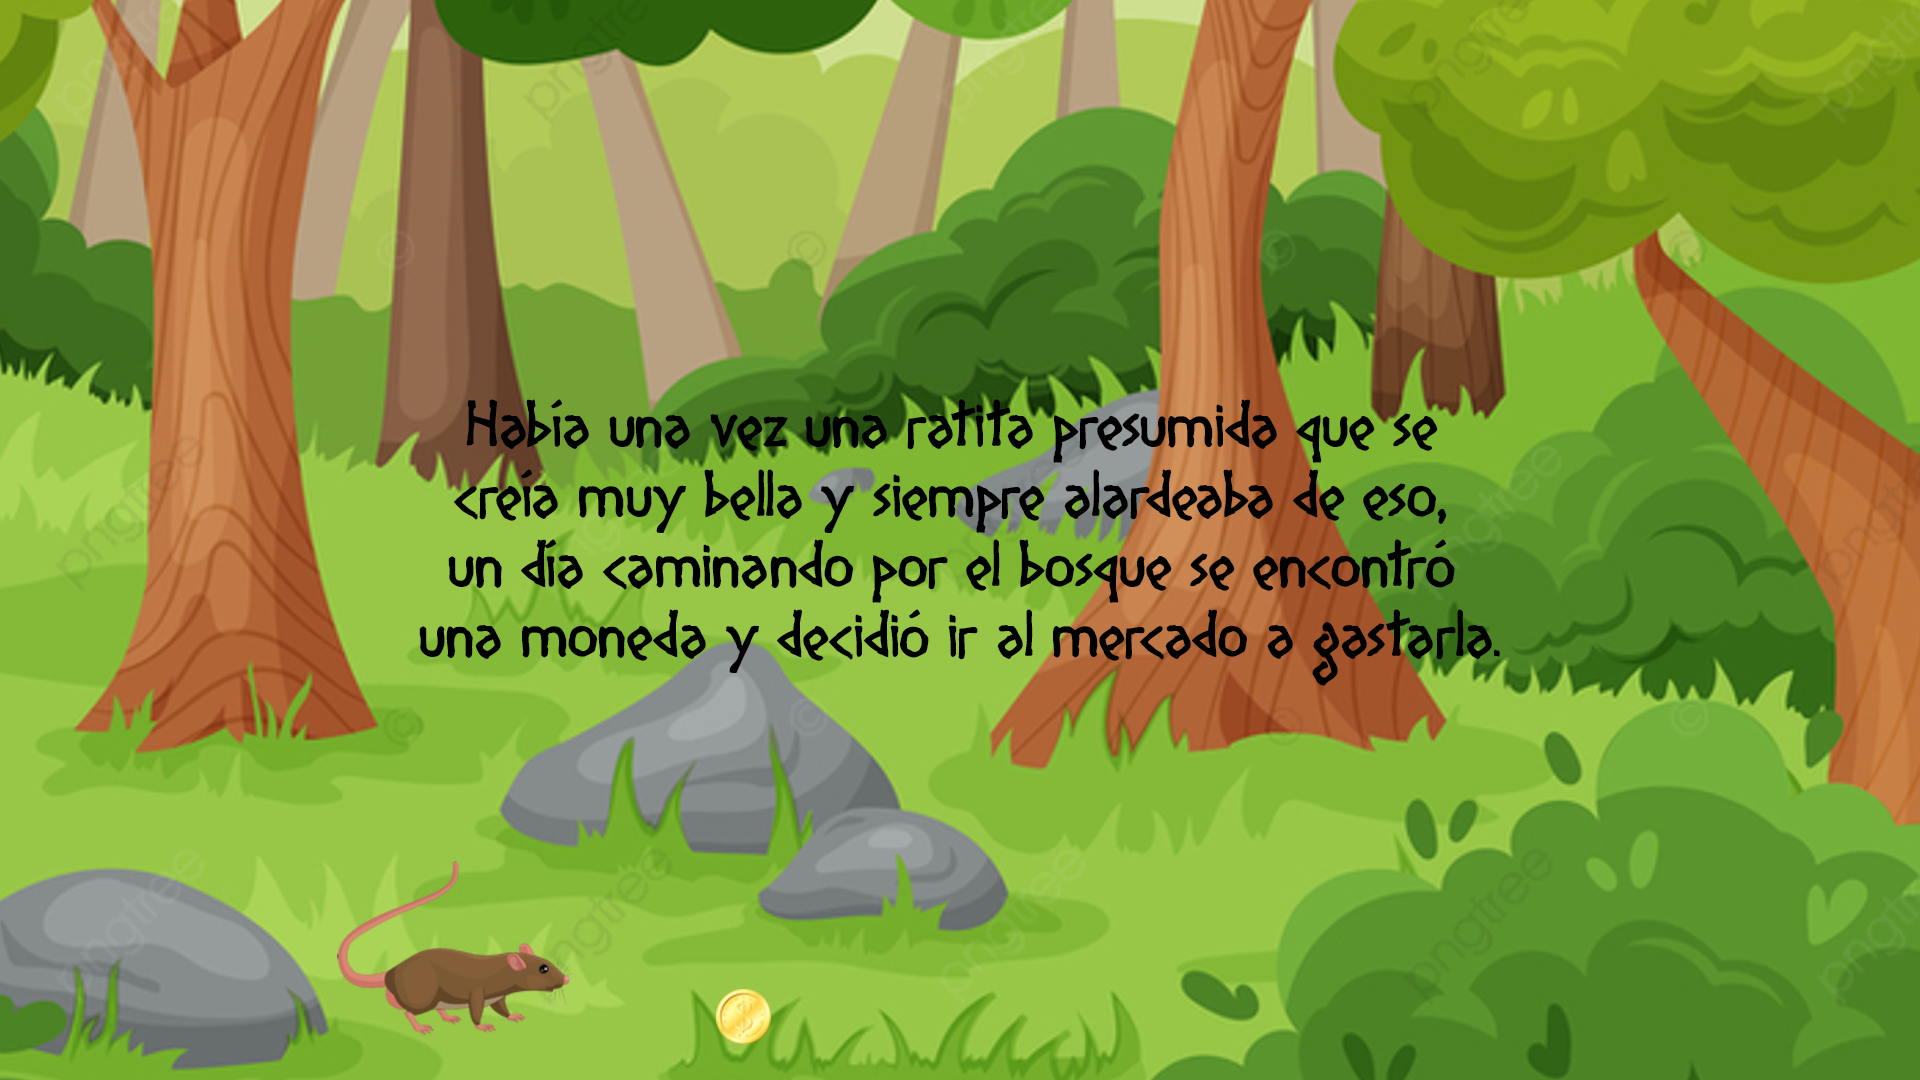 Había una vez una ratita presumida que se
creía muy bella y siempre alardeaba de eso,
un día caminando por el bosque se encontró
una moneda y decidió ir al mercado a gastarla.
pngtree